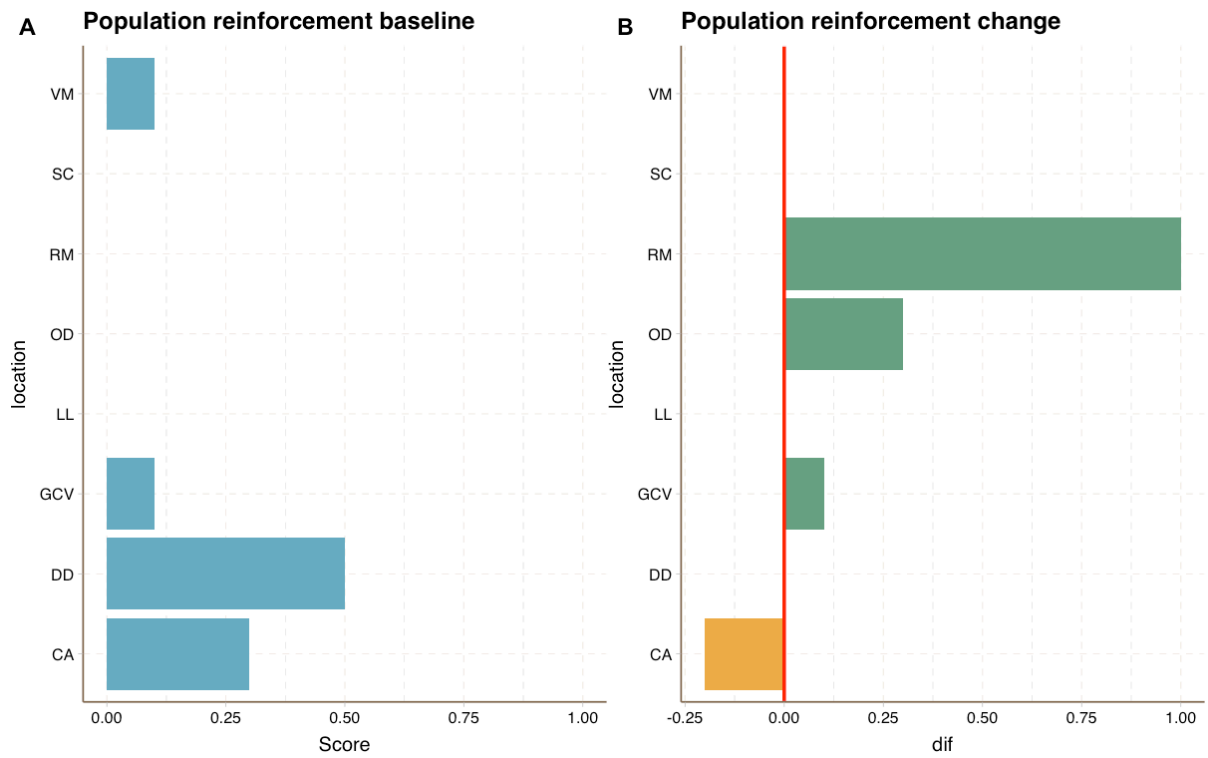 A
Population reinforcement baseline
VM
SC
RM
OD
LL
GCV
DD
CA
location
0.00
0.25
0.50
0.75
1.00
Score
B
Population reinforcement change
VM
SC
RM
OD
LL
GCV
DD
CA
location
-0.25
0.00
0.25
0.50
0.75
1.00
dif